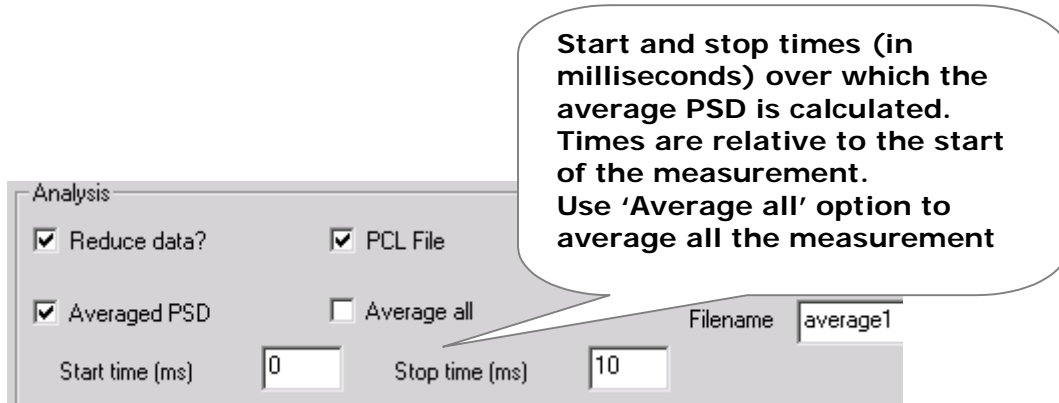 Start and stop times (in
milliseconds) over which the
average PSD is calculated.
Times are relative to the start
of the measurement.
Use ‘Average all’ option to
average all the measurement
Analysis
Reduce data? PCL File
Averaged PSD Average all Filename average1
Start time (ms) 0 Stop time (ms) 10